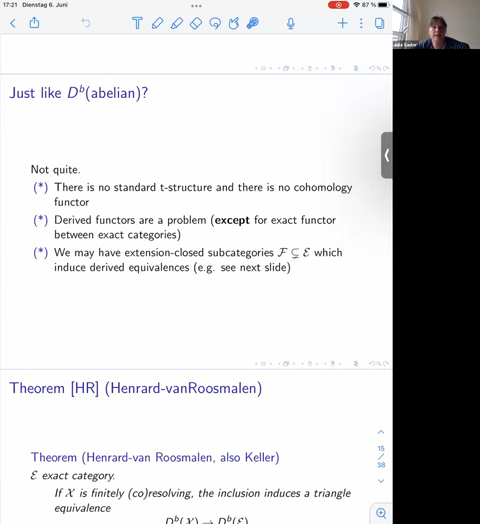 17:21 Dienstag 6. Juni
87 %
Just like Dᵇ(abelian)?
Not quite.
(*) There is no standard t-structure and there is no cohomology
functor
(*) Derived functors are a problem (except for exact functor
between exact categories)
(*) We may have extension-closed subcategories ℱ ⊊ ℰ which
induce derived equivalences (e.g. see next slide)
Theorem [HR] (Henrard-vanRoosmalen)
Theorem (Henrard-van Roosmalen, also Keller)
ℰ exact category.
If 𝒳 is finitely (co)resolving, the inclusion induces a triangle
equivalence
Dᵇ(𝒳) → Dᵇ(ℰ)
15
/
38